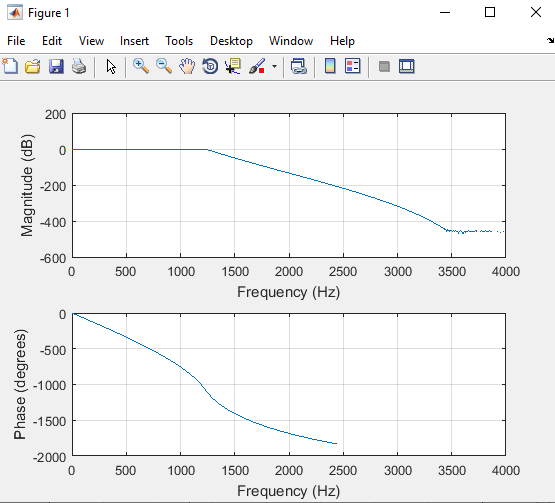 Figure 1
File Edit View Insert Tools Desktop Window Help
200
0
-200
-400
-600
Magnitude (dB)
0 500 1000 1500 2000 2500 3000 3500 4000
Frequency (Hz)
0
-500
-1000
-1500
-2000
Phase (degrees)
0 500 1000 1500 2000 2500 3000 3500 4000
Frequency (Hz)